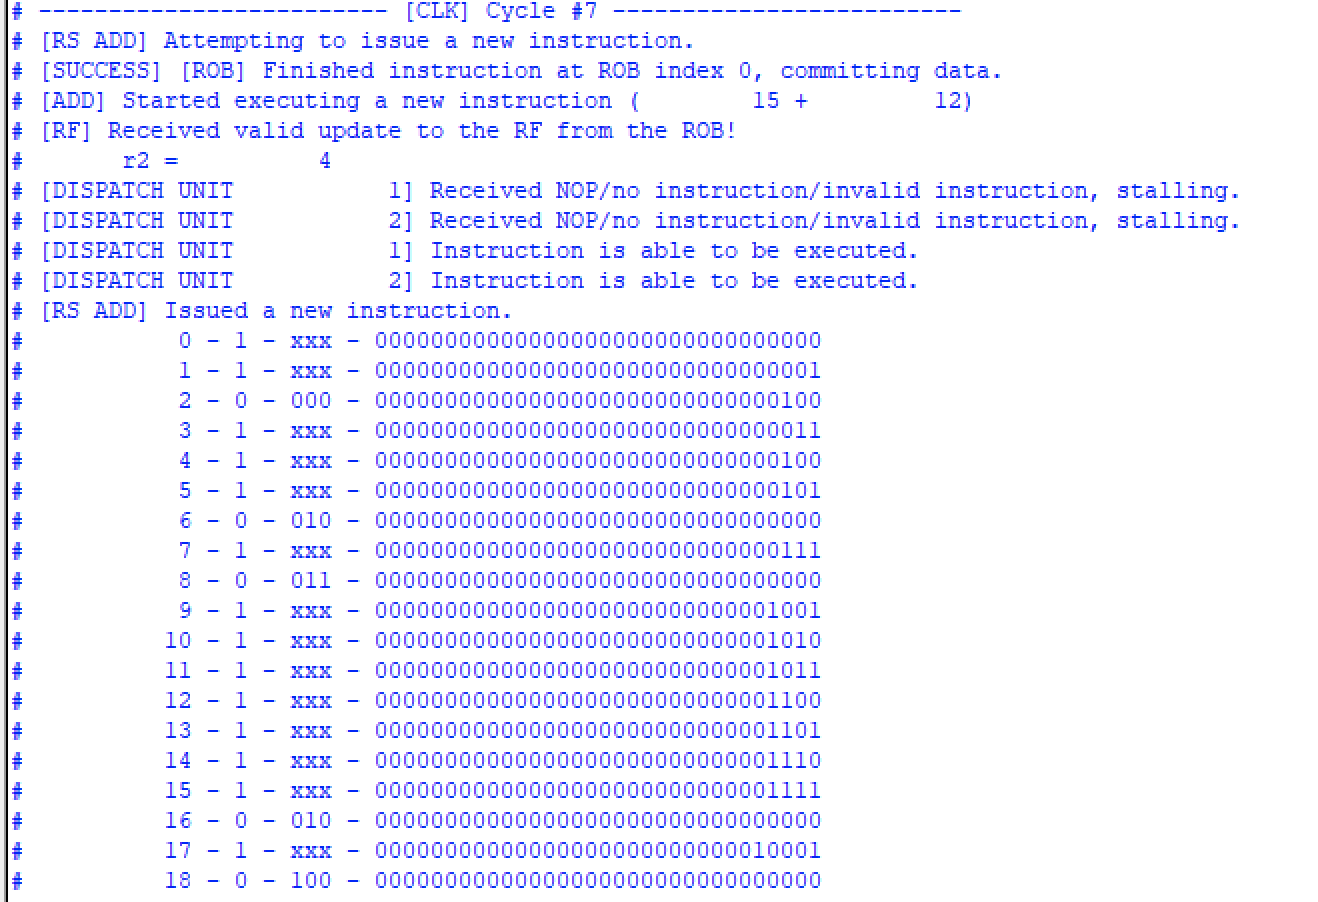 # ------------------------- [CLK] Cycle #7 -------------------------
# [RS ADD] Attempting to issue a new instruction.
# [SUCCESS] [ROB] Finished instruction at ROB index 0, committing data.
# [ADD] Started executing a new instruction (        15 +         12)
# [RF] Received valid update to the RF from the ROB!
#       r2 =          4
# [DISPATCH UNIT           1] Received NOP/no instruction/invalid instruction, stalling.
# [DISPATCH UNIT           2] Received NOP/no instruction/invalid instruction, stalling.
# [DISPATCH UNIT           1] Instruction is able to be executed.
# [DISPATCH UNIT           2] Instruction is able to be executed.
# [RS ADD] Issued a new instruction.
#           0 - 1 - xxx - 00000000000000000000000000000000
#           1 - 1 - xxx - 00000000000000000000000000000001
#           2 - 0 - 000 - 00000000000000000000000000000100
#           3 - 1 - xxx - 00000000000000000000000000000011
#           4 - 1 - xxx - 00000000000000000000000000000100
#           5 - 1 - xxx - 00000000000000000000000000000101
#           6 - 0 - 010 - 00000000000000000000000000000000
#           7 - 1 - xxx - 00000000000000000000000000000111
#           8 - 0 - 011 - 00000000000000000000000000000000
#           9 - 1 - xxx - 00000000000000000000000000001001
#          10 - 1 - xxx - 00000000000000000000000000001010
#          11 - 1 - xxx - 00000000000000000000000000001011
#          12 - 1 - xxx - 00000000000000000000000000001100
#          13 - 1 - xxx - 00000000000000000000000000001101
#          14 - 1 - xxx - 00000000000000000000000000001110
#          15 - 1 - xxx - 00000000000000000000000000001111
#          16 - 0 - 010 - 00000000000000000000000000000000
#          17 - 1 - xxx - 00000000000000000000000000010001
#          18 - 0 - 100 - 00000000000000000000000000000000